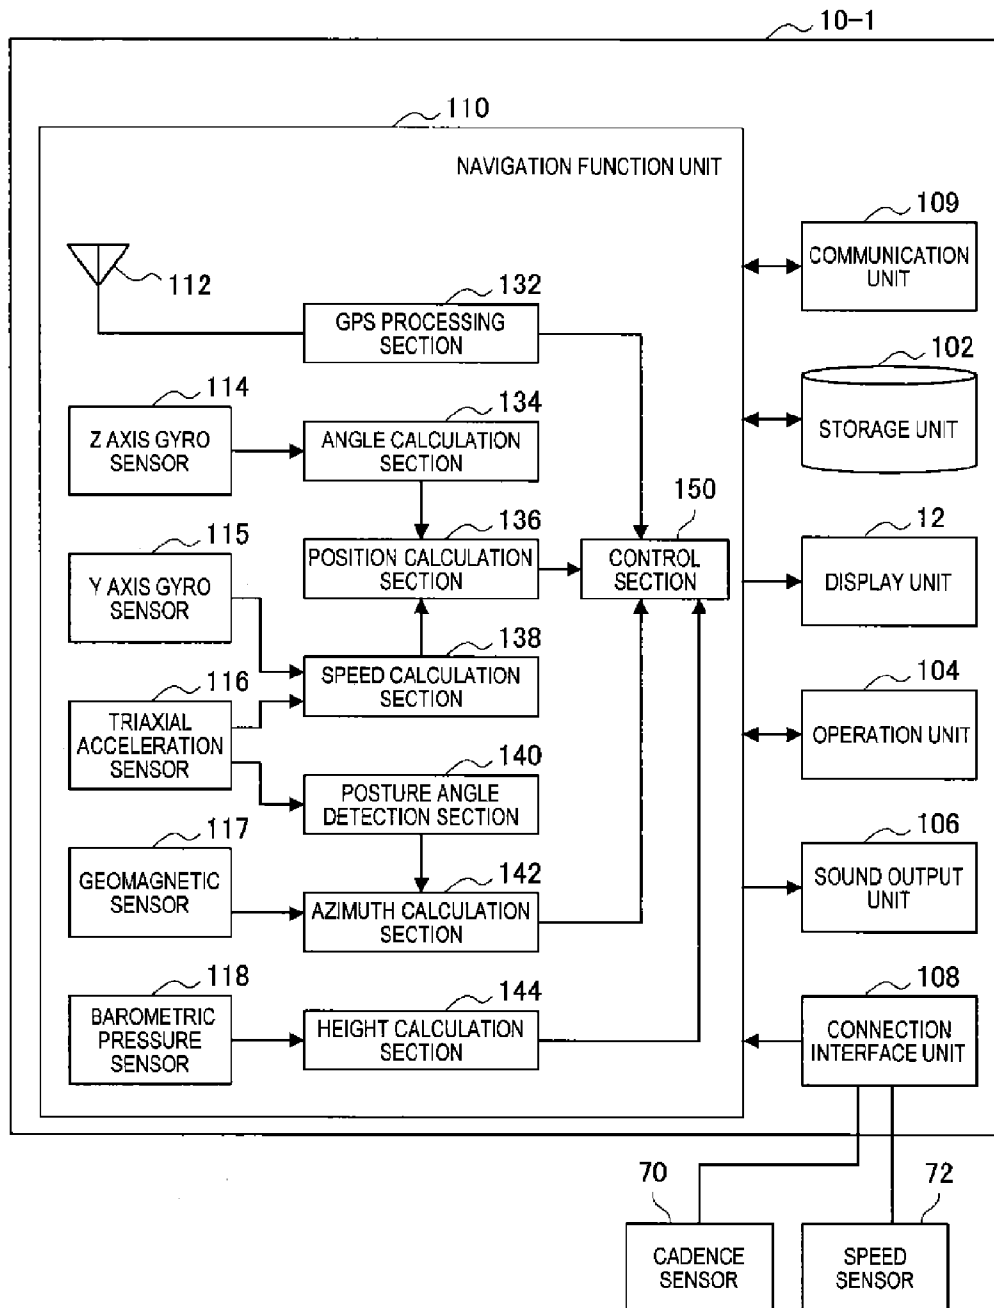 10-1
110
NAVIGATION FUNCTION UNIT
109
COMMUNICATION
UNIT
112
132
GPS PROCESSING
SECTION
102
STORAGE UNIT
114
Z AXIS GYRO
SENSOR
134
ANGLE CALCULATION
SECTION
150
CONTROL
SECTION
12
DISPLAY UNIT
115
Y AXIS GYRO
SENSOR
136
POSITION CALCULATION
SECTION
138
SPEED CALCULATION
SECTION
116
TRIAXIAL
ACCELERATION
SENSOR
104
OPERATION UNIT
140
POSTURE ANGLE
DETECTION SECTION
117
GEOMAGNETIC
SENSOR
142
AZIMUTH CALCULATION
SECTION
106
SOUND OUTPUT
UNIT
118
BAROMETRIC
PRESSURE
SENSOR
144
HEIGHT CALCULATION
SECTION
108
CONNECTION
INTERFACE UNIT
70
CADENCE
SENSOR
72
SPEED
SENSOR